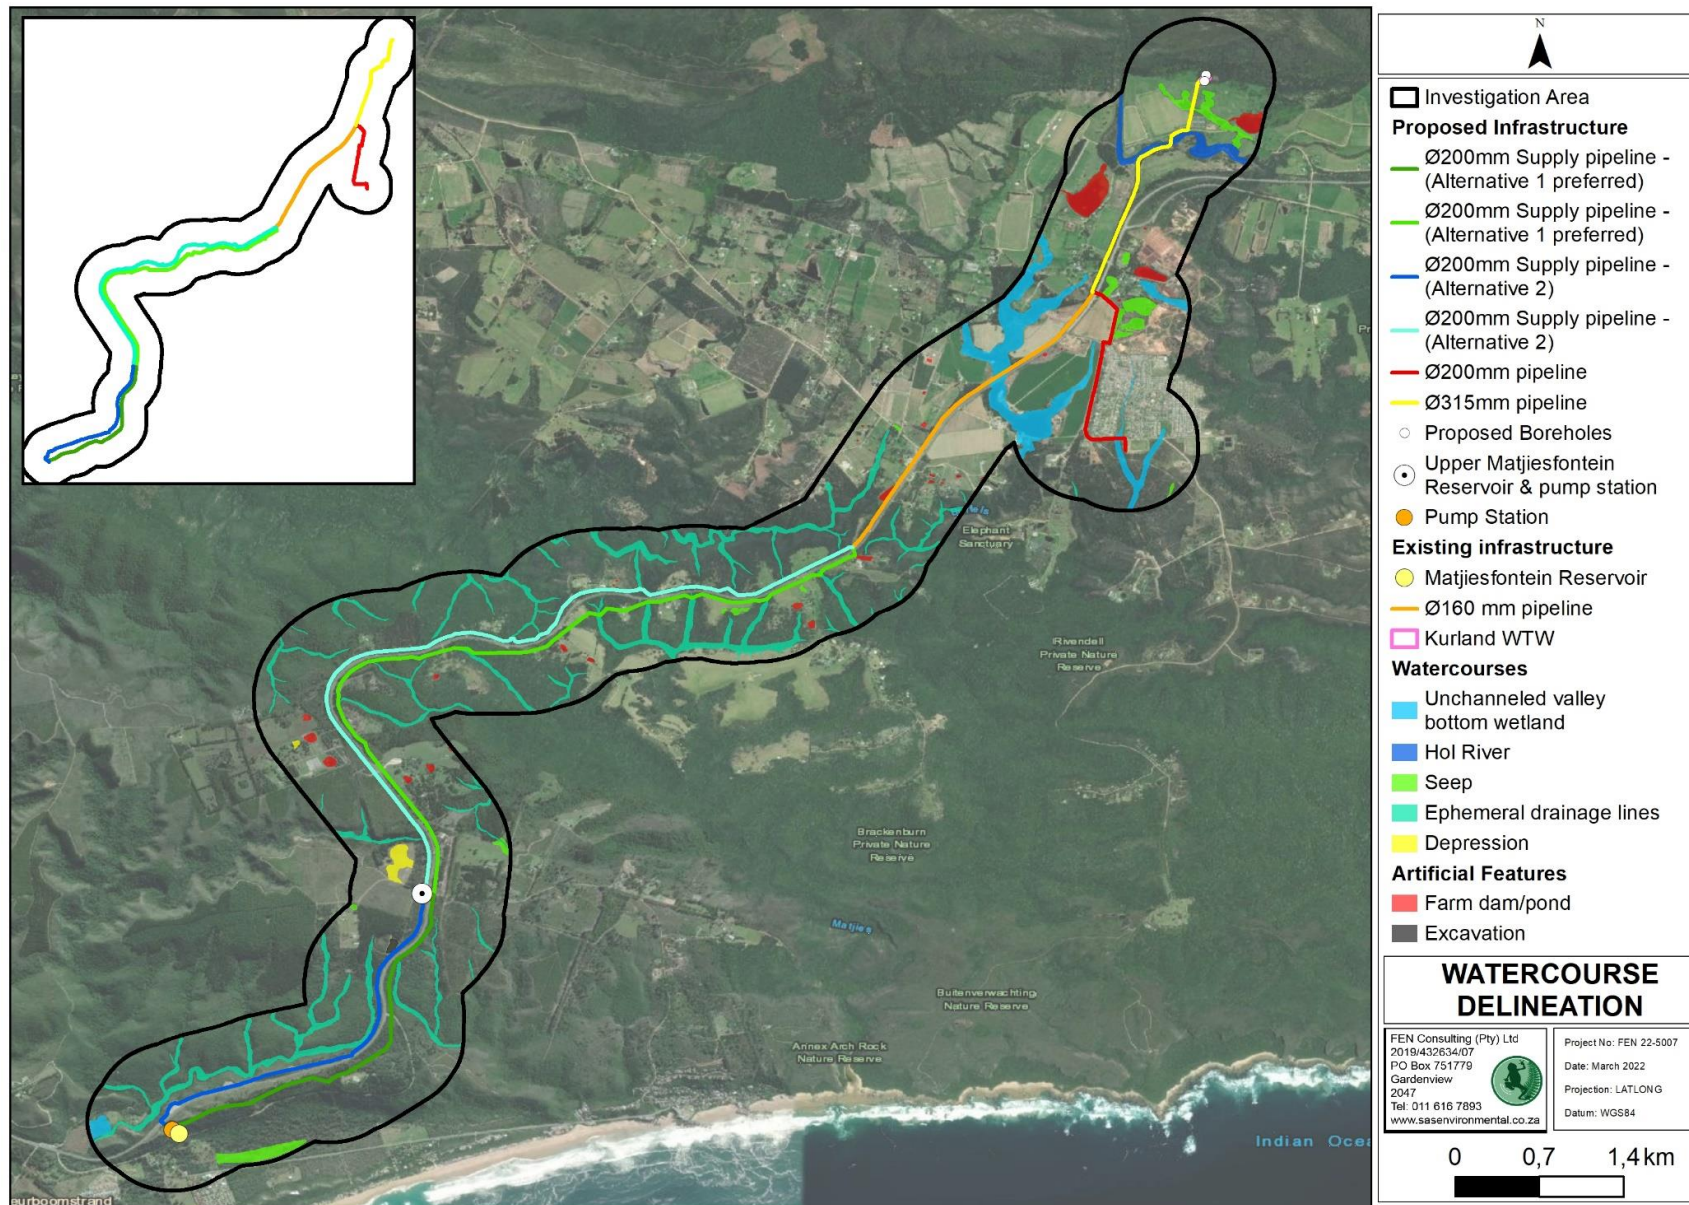 N
Investigation Area
Proposed Infrastructure
Ø200mm Supply pipeline -
(Alternative 1 preferred)
Ø200mm Supply pipeline -
(Alternative 1 preferred)
Ø200mm Supply pipeline -
(Alternative 2)
Ø200mm Supply pipeline -
(Alternative 2)
Ø200mm pipeline
Ø315mm pipeline
Proposed Boreholes
Upper Matjiesfontein
Reservoir & pump station
Pump Station
Existing infrastructure
Matjiesfontein Reservoir
Ø160 mm pipeline
Kurland WTW
Watercourses
Unchanneled valley
bottom wetland
Hol River
Seep
Ephemeral drainage lines
Depression
Artificial Features
Farm dam/pond
Excavation
WATERCOURSE
DELINEATION
FEN Consulting (Pty) Ltd
2019/432634/07
PO Box 751779
Gardenview
2047
Tel: 011 616 7893
www.sasenvironmental.co.za
Project No: FEN 22-5007
Date: March 2022
Projection: LATLONG
Datum: WGS84
0 0,7 1,4 km
Elephant
Sanctuary
Rivendell
Private Nature
Reserve
Brackenburn
Private Nature
Reserve
Matjies
Buitenverwachting
Nature Reserve
Annex Arch Rock
Nature Reserve
Indian Ocea
eurboomstrand